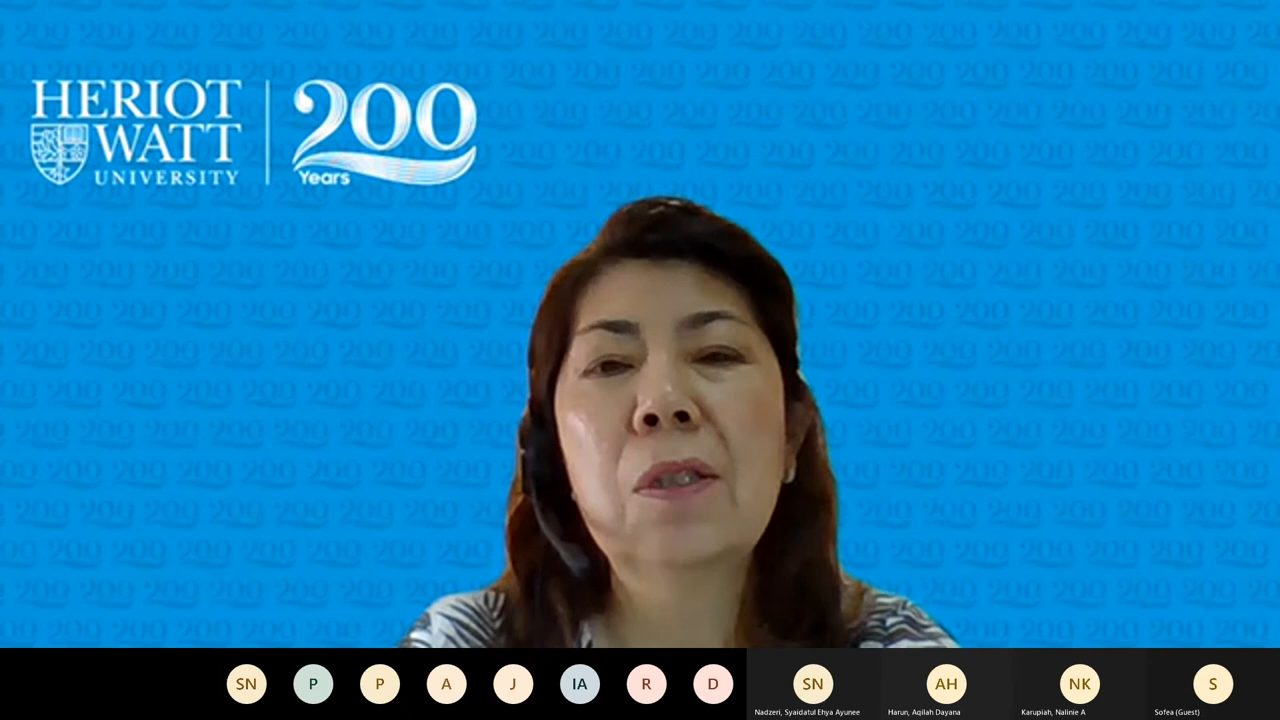 HERIOT
WATT
UNIVERSITY
200
Years
SN
P
P
A
J
IA
R
D
SN
AH
NK
S
Nadzeri, Syaidatul Ehya Ayunee
Harun, Aqilah Dayana
Karupiah, Nalinie A
Sofea (Guest)